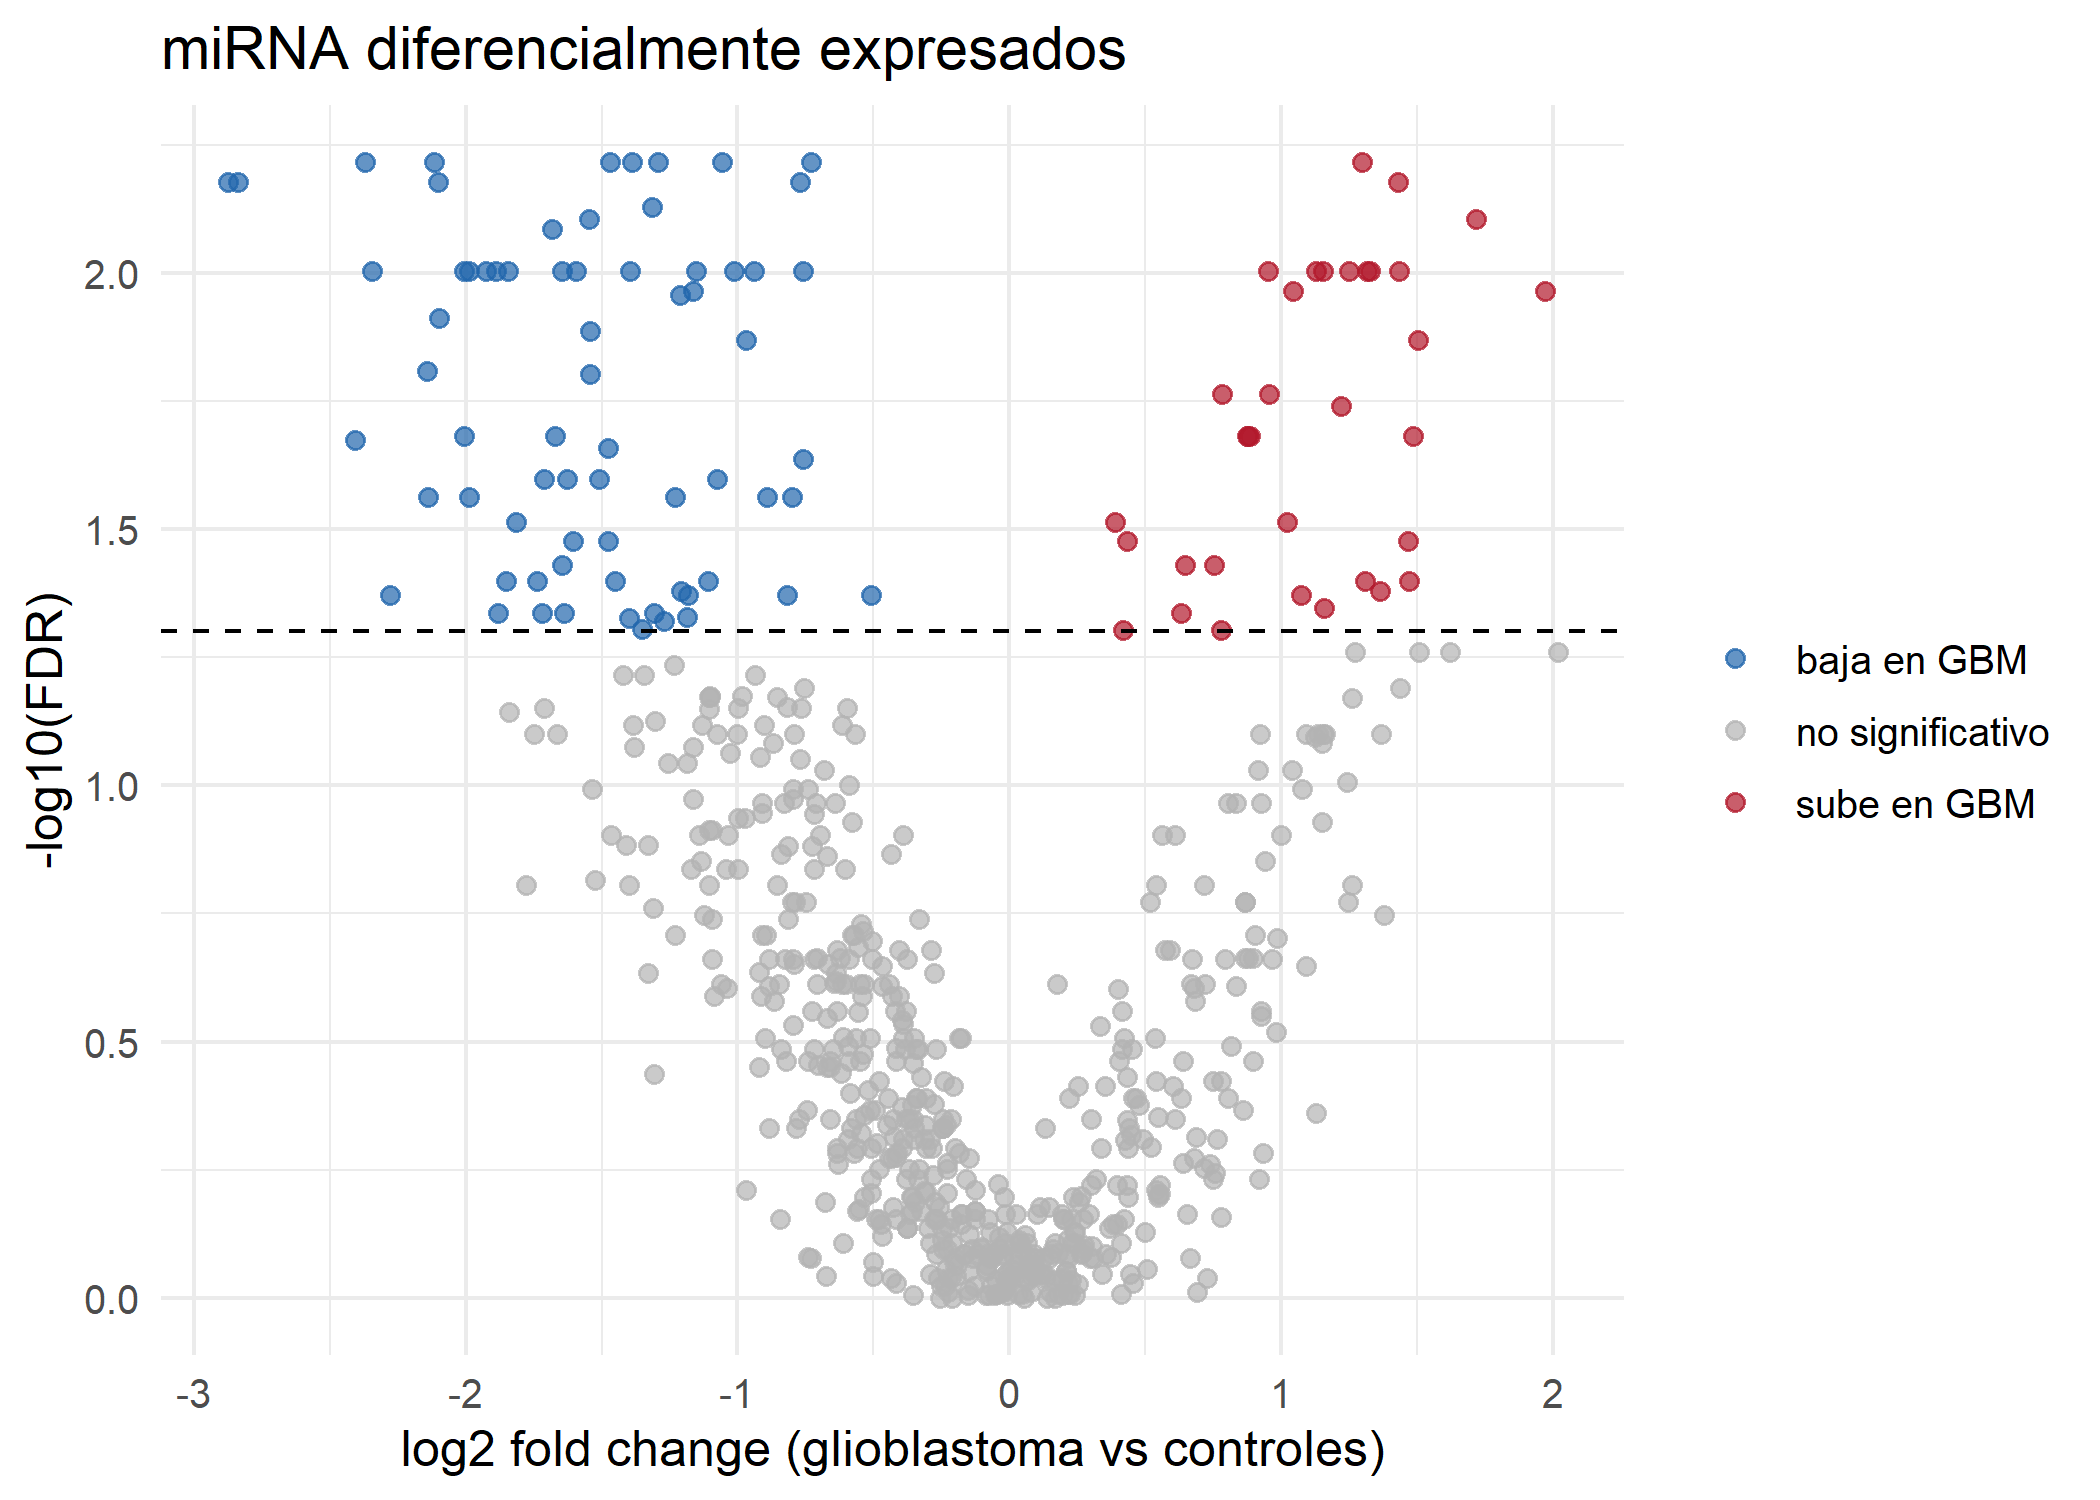 miRNA diferencialmente expresados
-log10(FDR)
2.0
1.5
1.0
0.5
0.0
-3 -2 -1 0 1 2
log2 fold change (glioblastoma vs controles)
baja en GBM
no significativo
sube en GBM